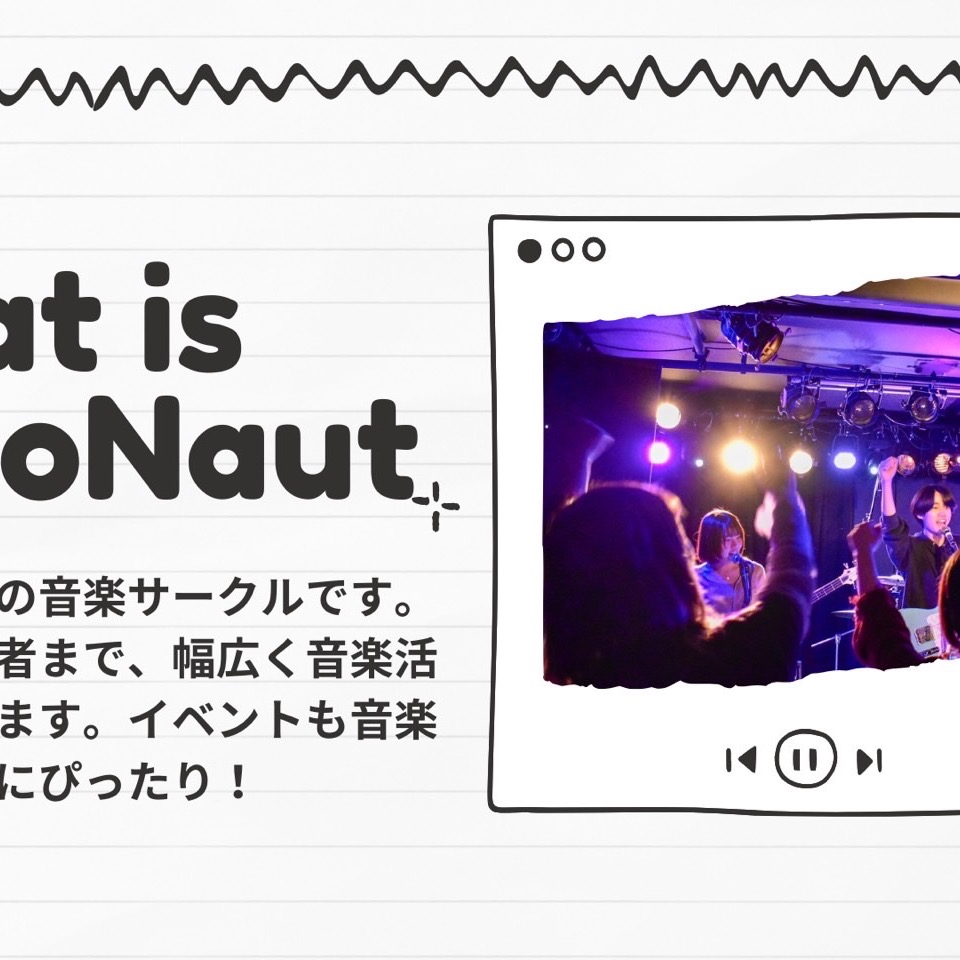 at is
oNaut
の音楽サークルです。
者まで、幅広く音楽活
ます。イベントも音楽
にぴったり！